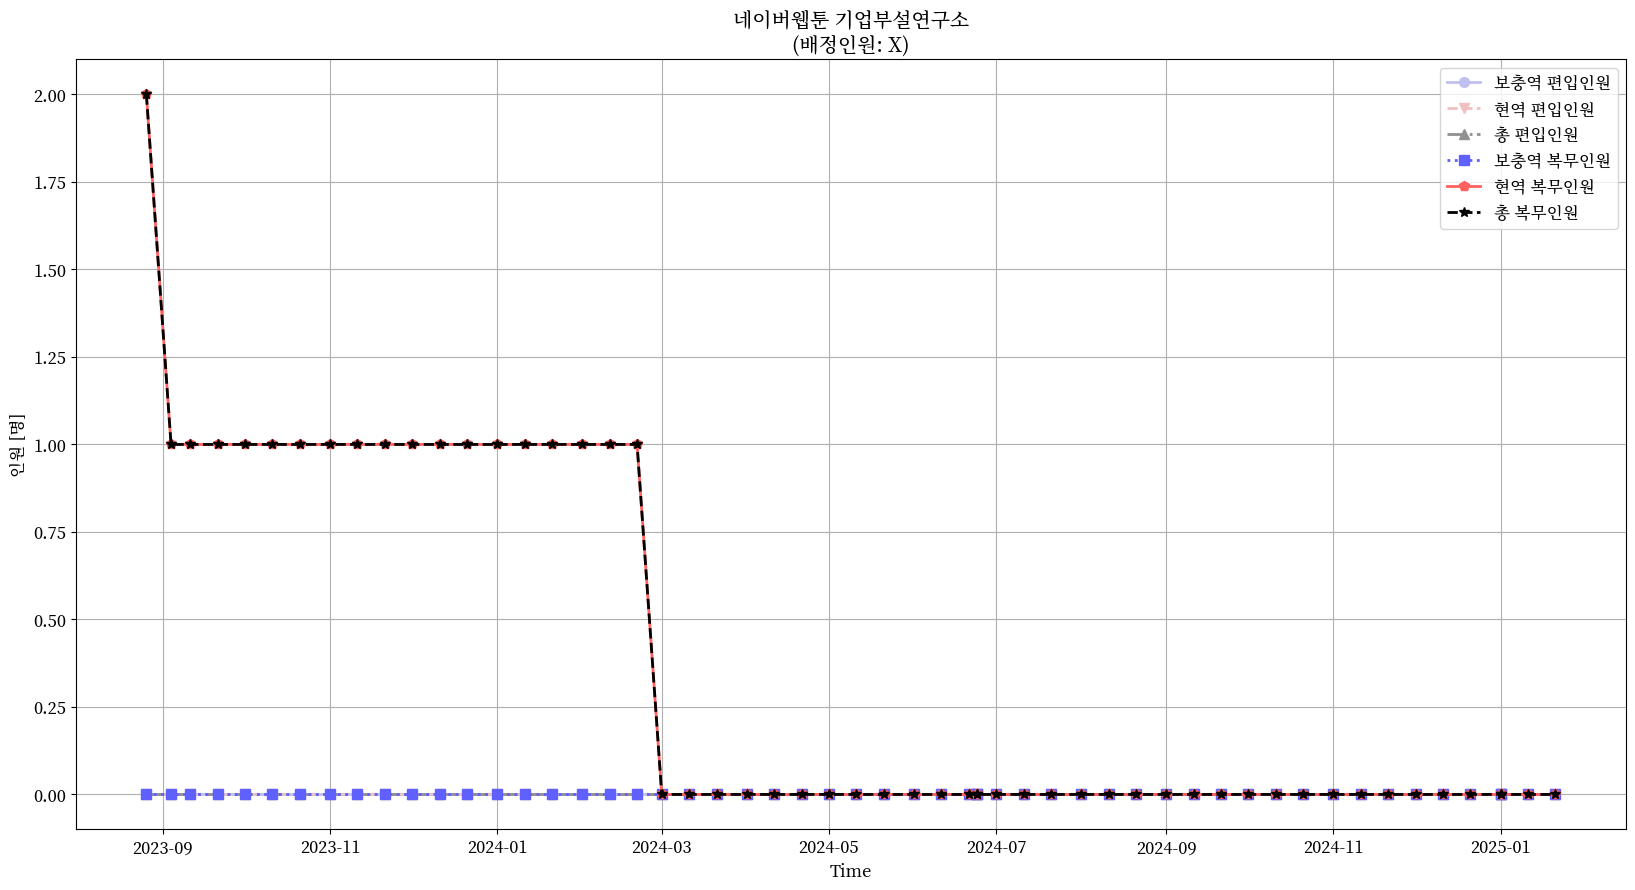 네이버웹툰 기업부설연구소
(배정인원: X)
보충역 편입인원
현역 편입인원
총 편입인원
보충역 복무인원
현역 복무인원
총 복무인원
2.00
1.75
1.50
1.25
1.00
0.75
0.50
0.25
0.00
인원 [명]
2023-09
2023-11
2024-01
2024-03
2024-05
2024-07
2024-09
2024-11
2025-01
Time